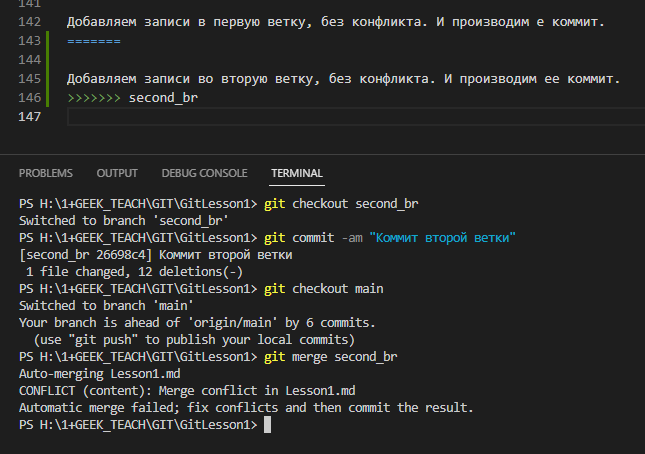 141
142 Добавляем записи в первую ветку, без конфликта. И производим е коммит.
143 =======
144
145 Добавляем записи во вторую ветку, без конфликта. И производим ее коммит.
146 >>>>>>> second_br
147
PROBLEMS OUTPUT DEBUG CONSOLE TERMINAL
PS H:\1+GEEK_TEACH\GIT\GitLesson1> git checkout second_br
Switched to branch 'second_br'
PS H:\1+GEEK_TEACH\GIT\GitLesson1> git commit -am "Коммит второй ветки"
[second_br 26698c4] Коммит второй ветки
1 file changed, 12 deletions(-)
PS H:\1+GEEK_TEACH\GIT\GitLesson1> git checkout main
Switched to branch 'main'
Your branch is ahead of 'origin/main' by 6 commits.
(use "git push" to publish your local commits)
PS H:\1+GEEK_TEACH\GIT\GitLesson1> git merge second_br
Auto-merging Lesson1.md
CONFLICT (content): Merge conflict in Lesson1.md
Automatic merge failed; fix conflicts and then commit the result.
PS H:\1+GEEK_TEACH\GIT\GitLesson1>